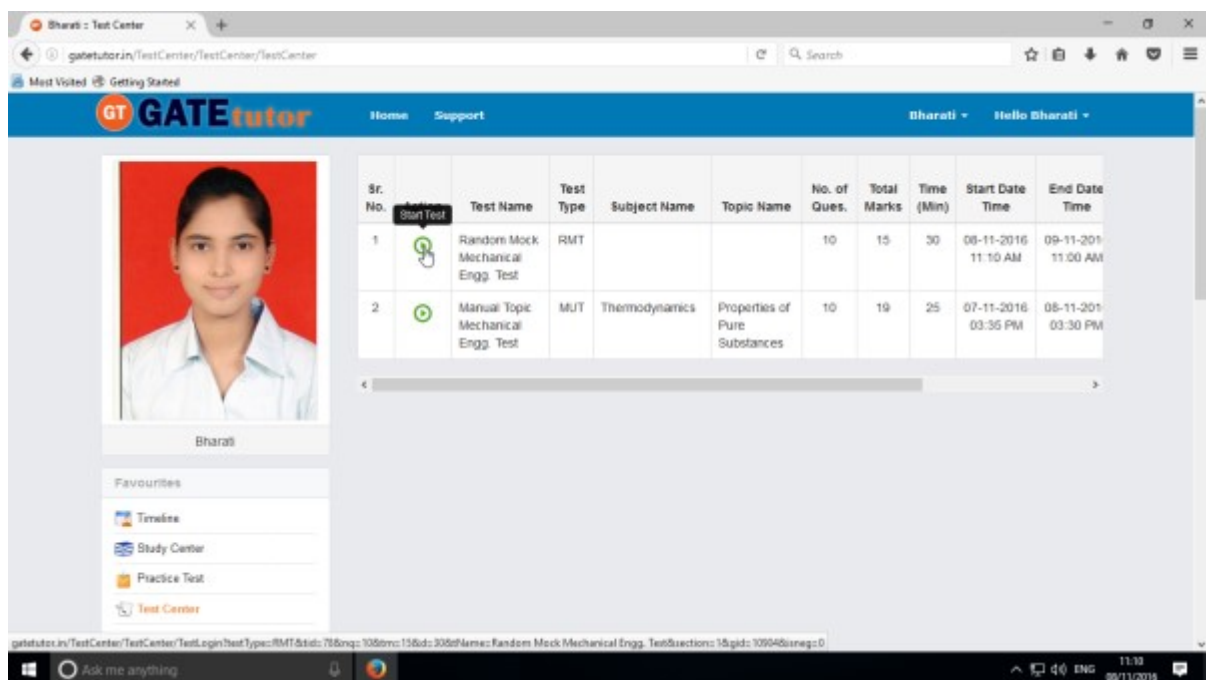 Bharati :: Test Center
gatetutor.in/TestCenter/TestCenter/TestCenter
Search
Most Visited Getting Started
GT GATEtutor
Home Support Bharati Hello Bharati
Sr. No. Action Test Name Test Type Subject Name Topic Name No. of Ques. Total Marks Time (Min) Start Date Time End Date Time
Start Test
1 Random Mock Mechanical Engg. Test RMT 10 15 30 08-11-2016 11:10 AM 09-11-201 11:00 AM
2 Manual Topic Mechanical Engg. Test MUT Thermodynamics Properties of Pure Substances 10 19 25 07-11-2016 03:35 PM 08-11-201 03:30 PM
Bharati
Favourites
Timeline
Study Center
Practice Test
Test Center
gatetutor.in/TestCenter/TestCenter/TestLogin?testType=RMT&tid=78&nq=10&tm=15&d=30&tName=Random Mock Mechanical Engg. Test&section=1&gid=10904&isneg=0
Ask me anything
ENG 11:10
08/11/2016